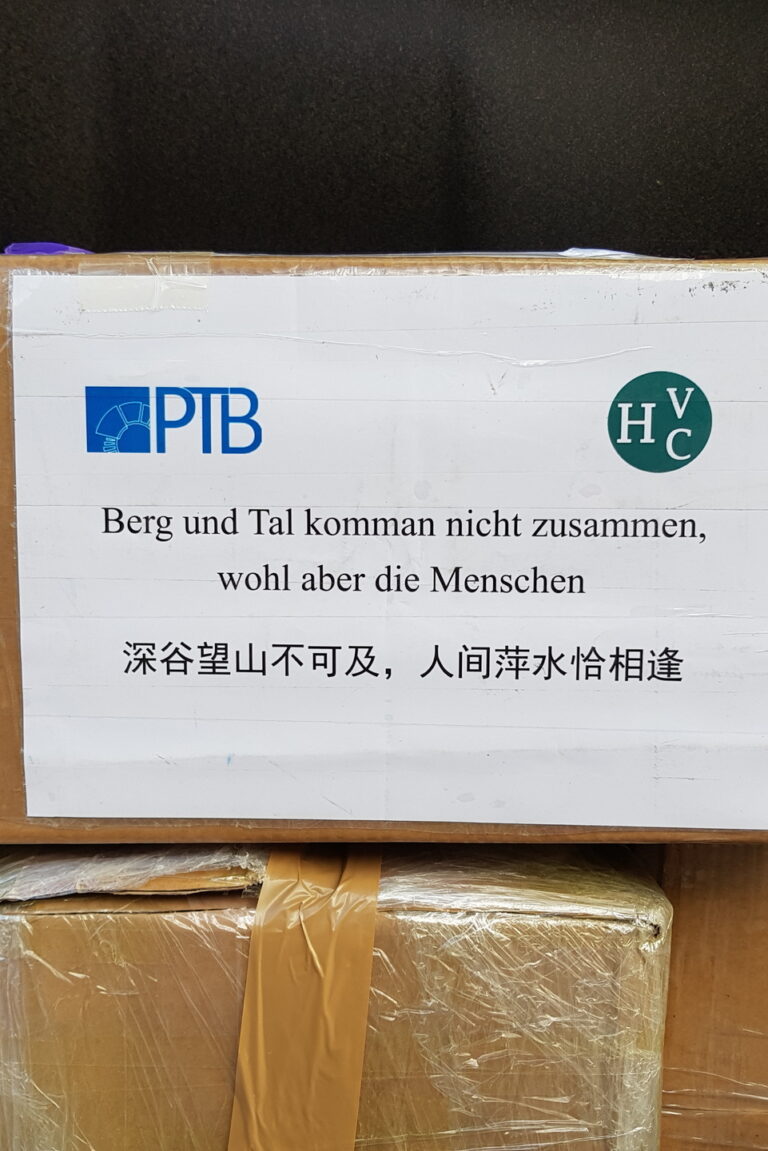 PTB
H V C
Berg und Tal komman nicht zusammen,
wohl aber die Menschen
深谷望山不可及，人间萍水恰相逢